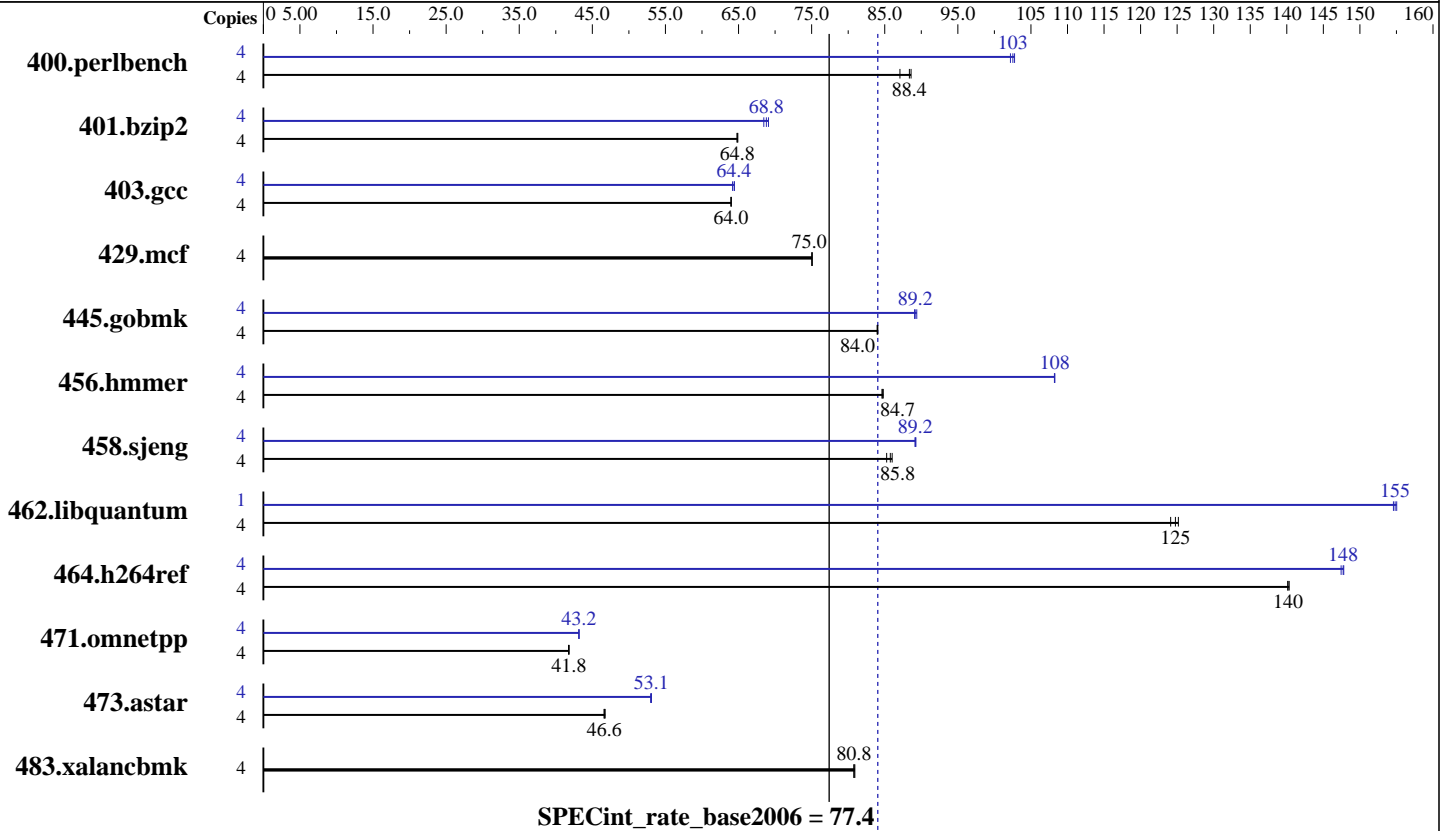 Copies 0 5.00 15.0 25.0 35.0 45.0 55.0 65.0 75.0 85.0 95.0 105 110 115 120 125 130 135 140 145 150 160
400.perlbench 4 103
4 88.4
401.bzip2 4 68.8
4 64.8
403.gcc 4 64.4
4 64.0
429.mcf 4 75.0
445.gobmk 4 89.2
4 84.0
456.hmmer 4 108
4 84.7
458.sjeng 4 89.2
4 85.8
462.libquantum 1 155
4 125
464.h264ref 4 148
4 140
471.omnetpp 4 43.2
4 41.8
473.astar 4 53.1
4 46.6
483.xalancbmk 4 80.8
SPECint_rate_base2006 = 77.4